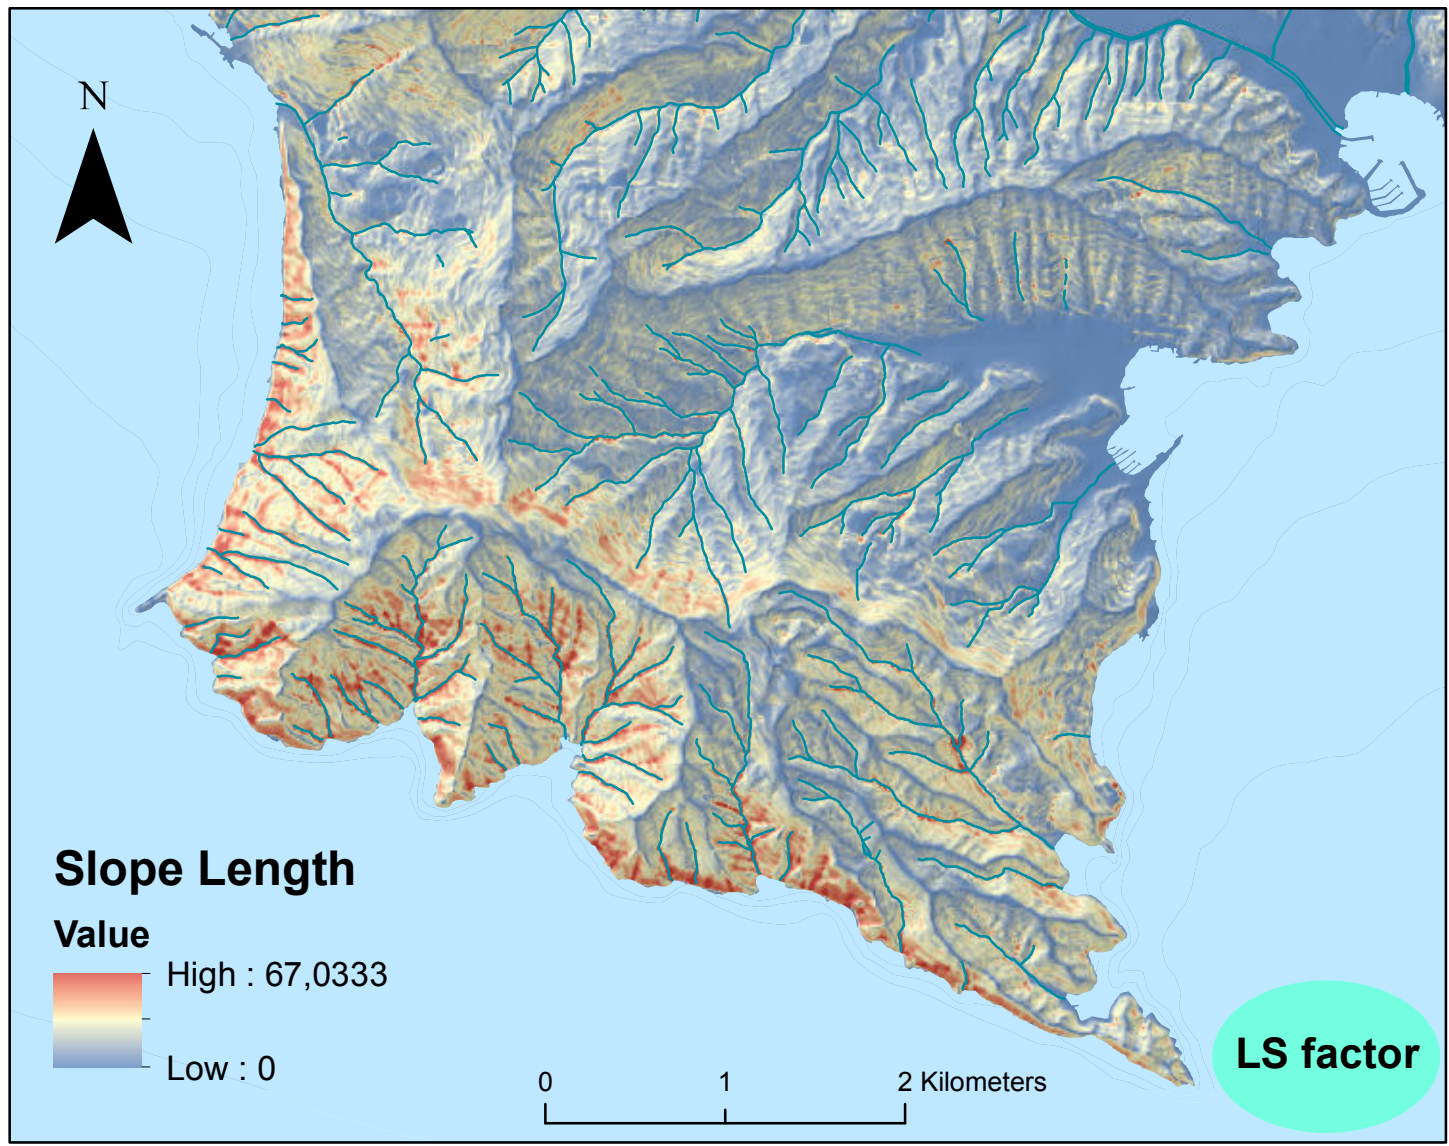 N
Slope Length
Value
High : 67,0333
Low : 0
0 1 2 Kilometers
LS factor